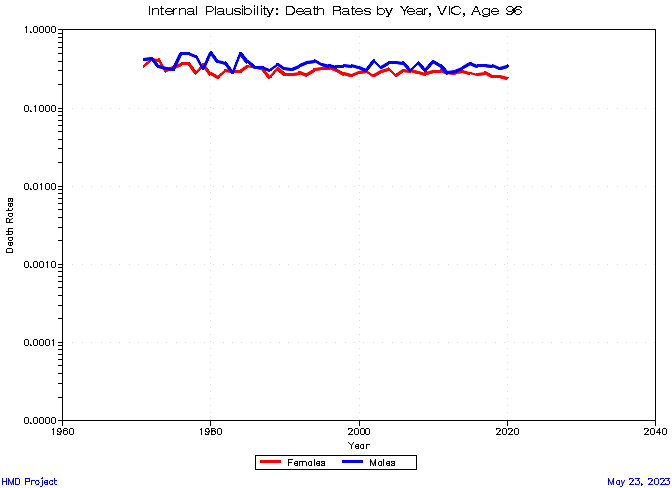 Internal Plausibility: Death Rates by Year, VIC, Age 96
1.0000
0.1000
0.0100
0.0010
0.0001
0.0000
Death Rates
1960
1980
2000
2020
2040
Year
Females
Males
HMD Project
May 23, 2023